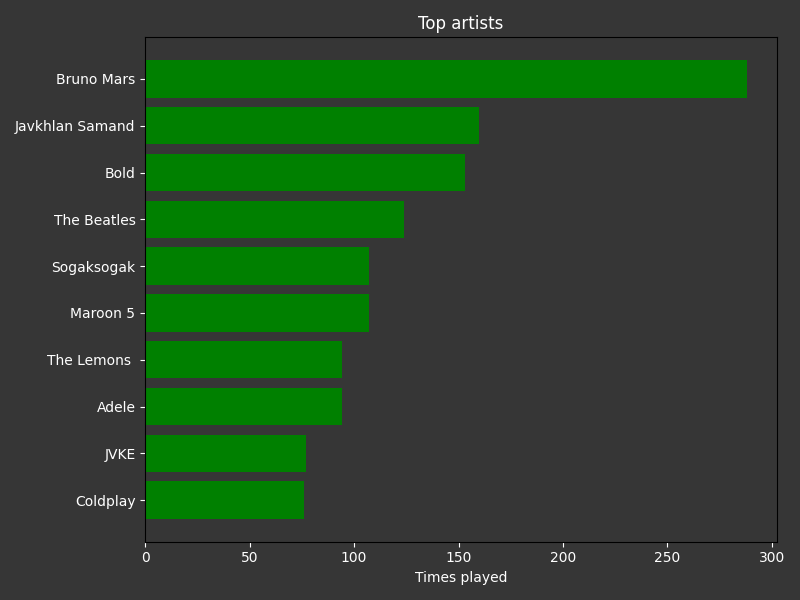 Top artists
Bruno Mars
Javkhlan Samand
Bold
The Beatles
Sogaksogak
Maroon 5
The Lemons
Adele
JVKE
Coldplay
0 50 100 150 200 250 300
Times played